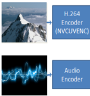 H.264
Encoder
(NVCUVENC)
Audio
Encoder